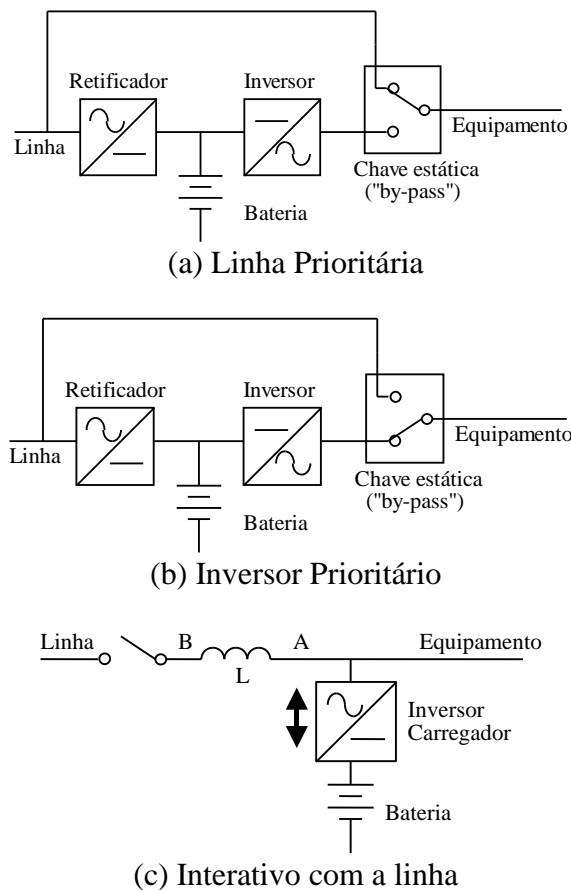 Retificador
Inversor
Linha
Equipamento
Chave estática
("by-pass")
Bateria
(a) Linha Prioritária
Retificador
Inversor
Linha
Equipamento
Chave estática
("by-pass")
Bateria
(b) Inversor Prioritário
Linha
B
A
Equipamento
L
Inversor
Carregador
Bateria
(c) Interativo com a linha